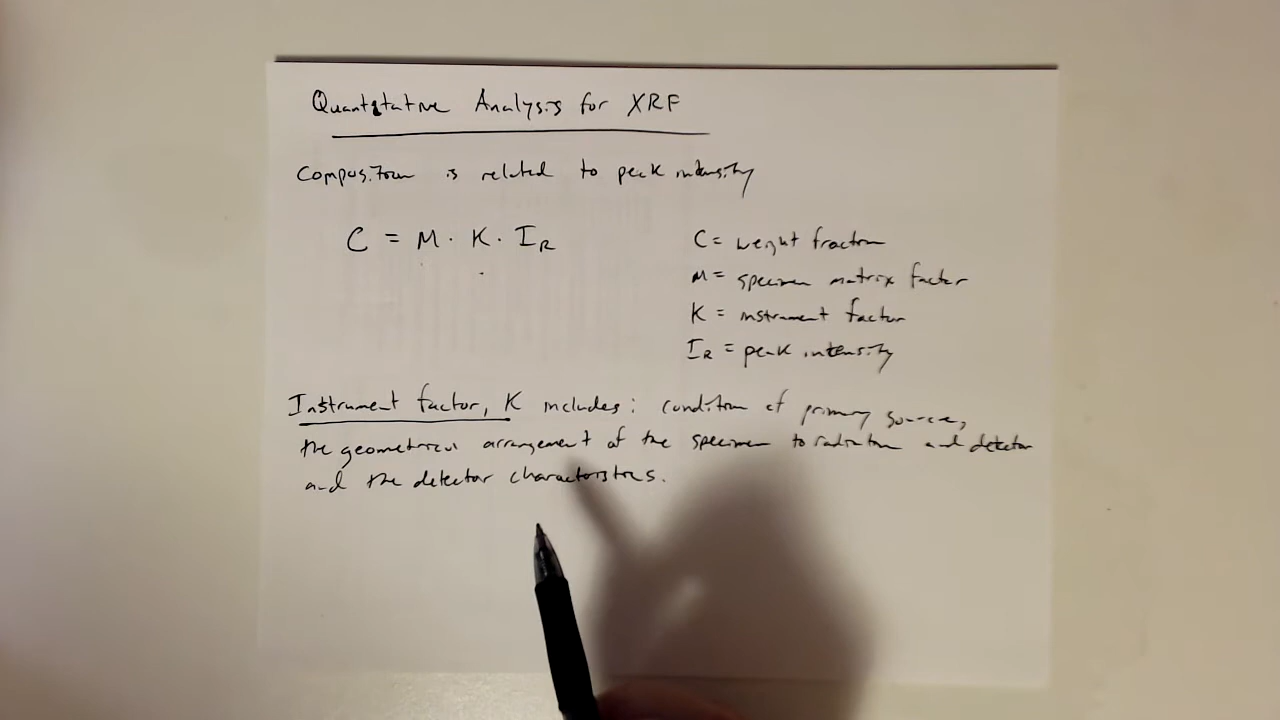 Quantitative Analysis for XRF
Composition is related to peak intensity
C = M · K · I_R
C = weight fraction
M = specimen matrix factor
K = instrument factor
I_R = peak intensity
Instrument factor, K includes: condition of primary source,
the geometrical arrangement of the specimen to radiation and detector
and the detector characteristics.